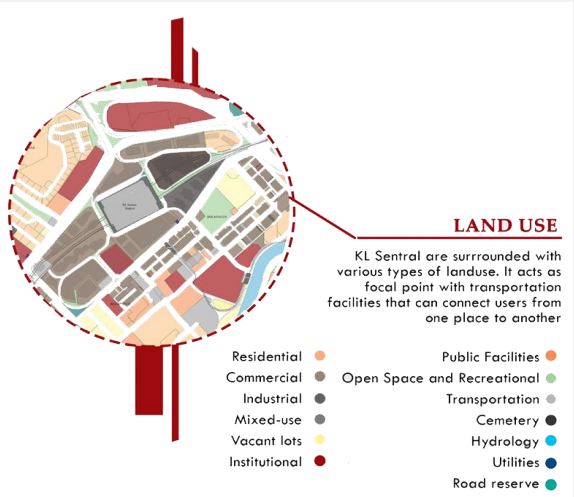 LAND USE
KL Sentral are surrrounded with
various types of landuse. It acts as
focal point with transportation
facilities that can connect users from
one place to another
Residential
Commercial
Industrial
Mixed-use
Vacant lots
Institutional
Public Facilities
Open Space and Recreational
Transportation
Cemetery
Hydrology
Utilities
Road reserve